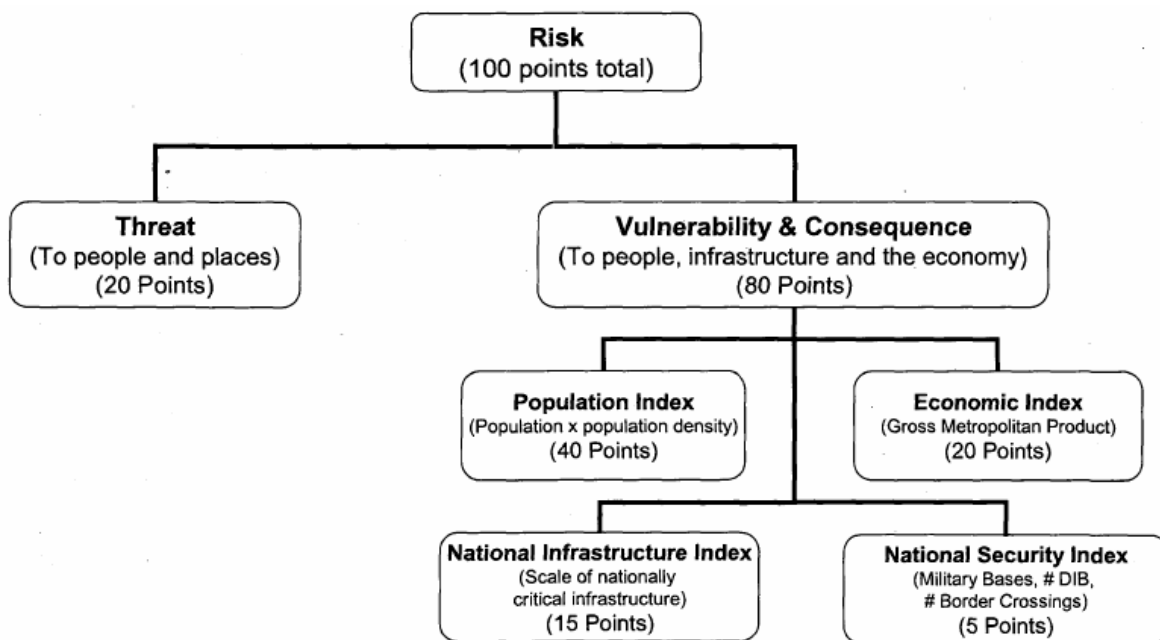 Risk
(100 points total)
Threat
(To people and places)
(20 Points)
Vulnerability & Consequence
(To people, infrastructure and the economy)
(80 Points)
Population Index
(Population x population density)
(40 Points)
Economic Index
(Gross Metropolitan Product)
(20 Points)
National Infrastructure Index
(Scale of nationally
critical infrastructure)
(15 Points)
National Security Index
(Military Bases, # DIB,
# Border Crossings)
(5 Points)